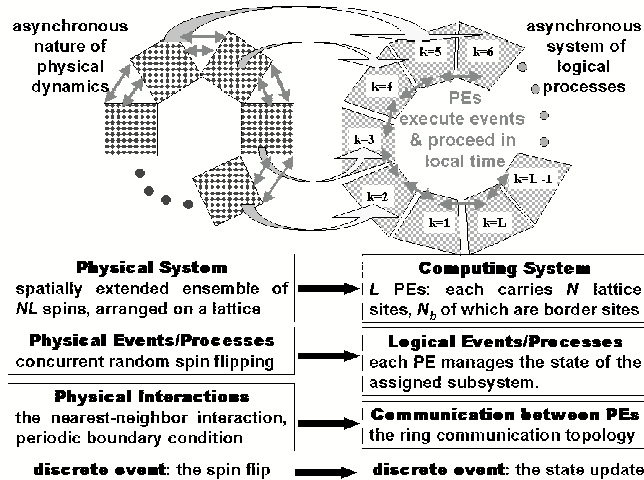 asynchronous
nature of
physical
dynamics
asynchronous
system of
logical
processes
k=5
k=6
k=4
k=3
k=2
k=1
k=L
k=L -1
PEs
execute events
& proceed in
local time
Physical System
spatially extended ensemble of
NL spins, arranged on a lattice
Computing System
L PEs: each carries N lattice
sites, Nb of which are border sites
Physical Events/Processes
concurrent random spin flipping
Logical Events/Processes
each PE manages the state of the
assigned subsystem.
Physical Interactions
the nearest-neighbor interaction,
periodic boundary condition
Communication between PEs
the ring communication topology
discrete event: the spin flip
discrete event: the state update